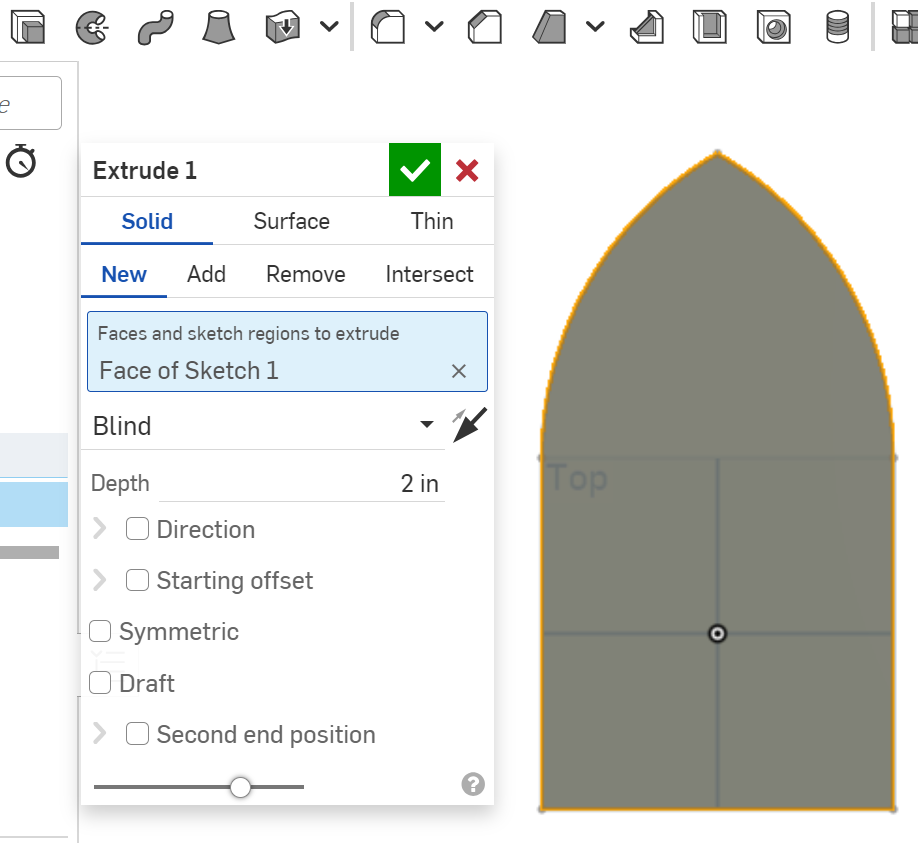 e
Extrude 1
Solid Surface Thin
New Add Remove Intersect
Faces and sketch regions to extrude
Face of Sketch 1
Blind
Top
Depth 2 in
Direction
Starting offset
Symmetric
Draft
Second end position
?